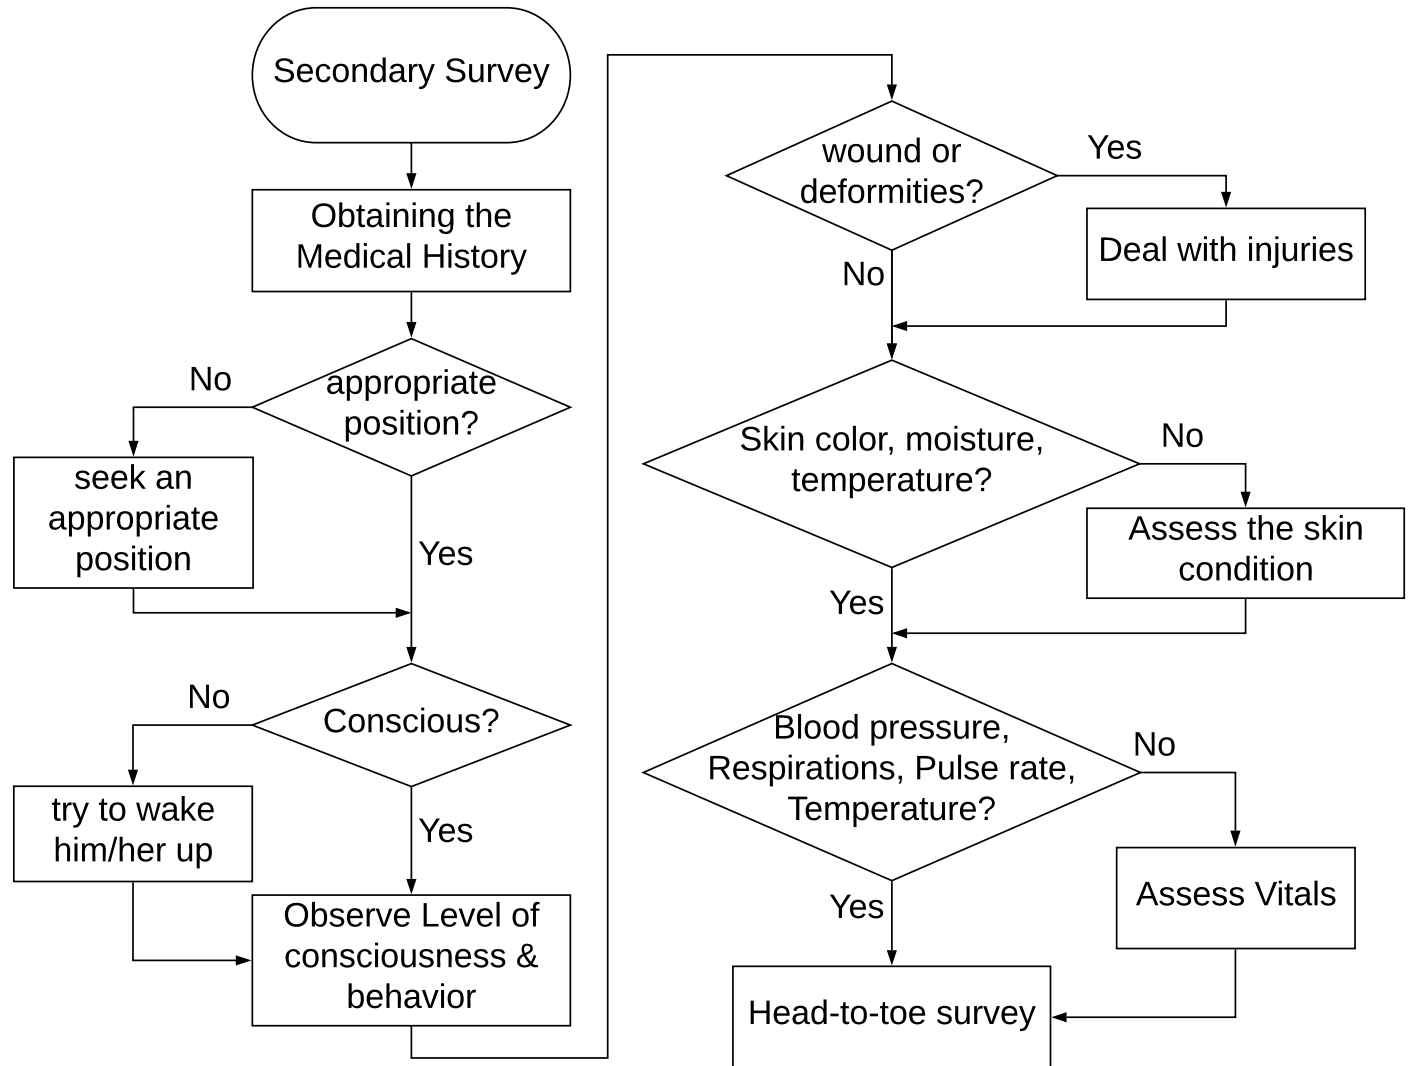 Secondary Survey
Obtaining the
Medical History
appropriate
position?
No
seek an
appropriate
position
Yes
Conscious?
No
try to wake
him/her up
Yes
Observe Level of
consciousness &
behavior
wound or
deformities?
Yes
Deal with injuries
No
Skin color, moisture,
temperature?
No
Assess the skin
condition
Yes
Blood pressure,
Respirations, Pulse rate,
Temperature?
No
Assess Vitals
Yes
Head-to-toe survey